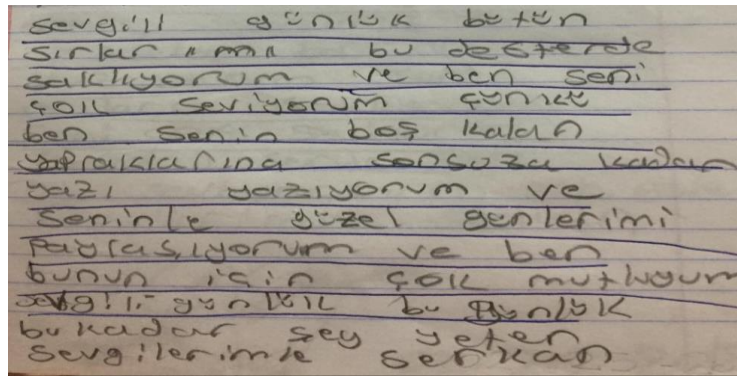 sevgili günlük bütün
sırlar"ımı bu defterde
saklıyorum ve ben seni
çok seviyorum çünkü
ben senin boş kalan
yapraklarına sonsuza kadar
yazı yazıyorum ve
seninle güzel günlerimi
paylaşıyorum ve ben
bunun için çok mutluyum
sevgili günlük bu günlük
bu kadar şey yeter
sevgilerimle serkan